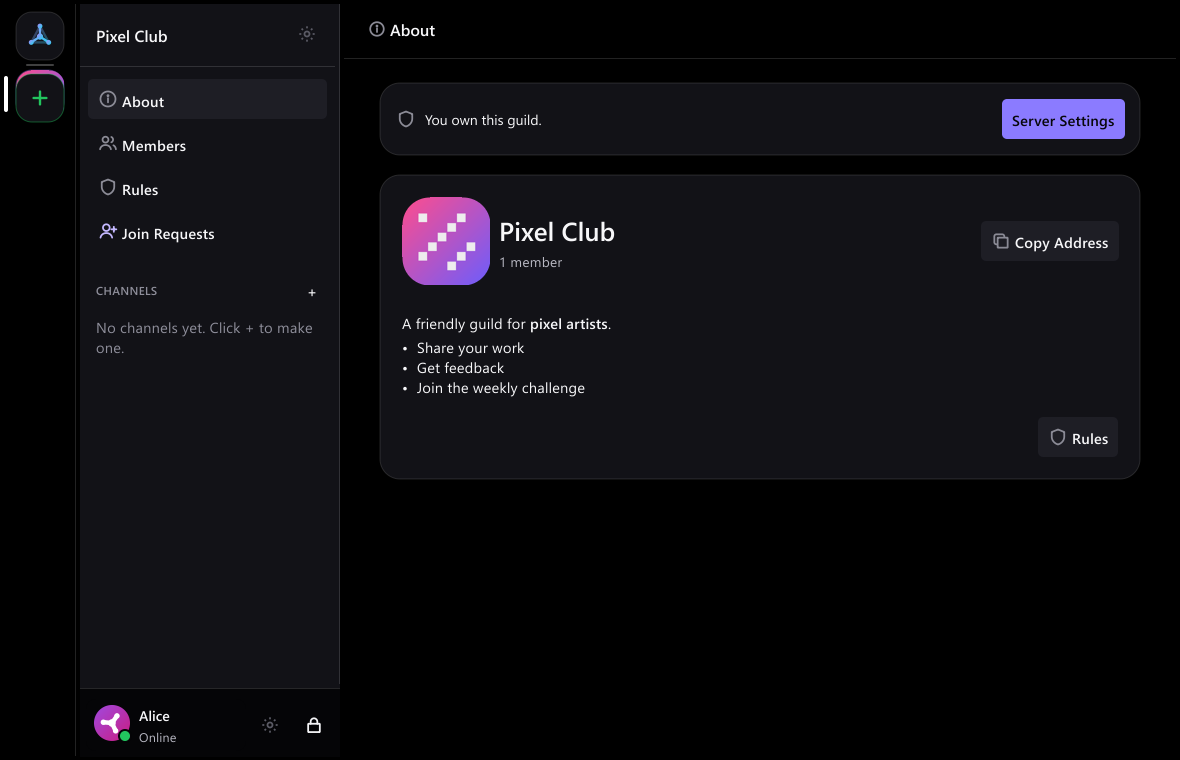 Pixel Club
About
Members
Rules
Join Requests
CHANNELS
+
No channels yet. Click + to make
one.
Alice
Online
About
You own this guild.
Server Settings
Pixel Club
1 member
Copy Address
A friendly guild for pixel artists.
• Share your work
• Get feedback
• Join the weekly challenge
Rules